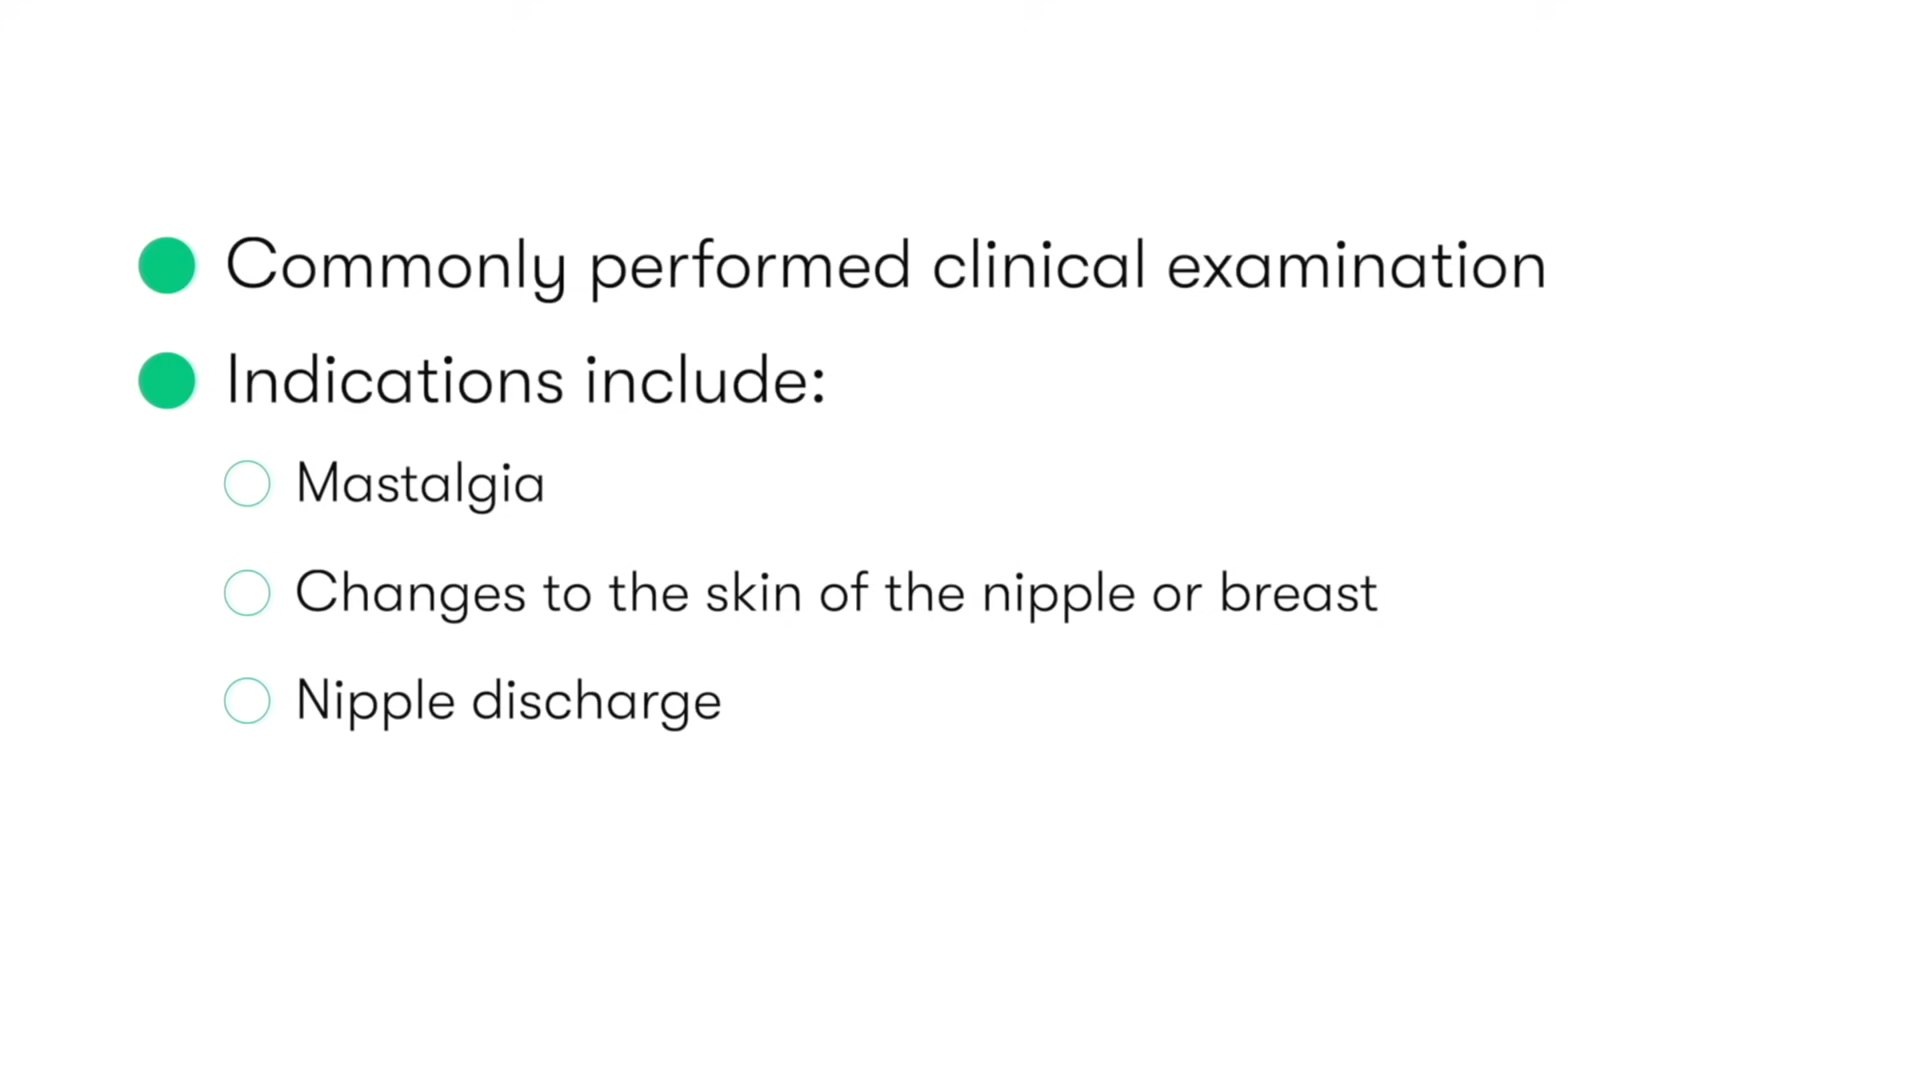 Commonly performed clinical examination
Indications include:
Mastalgia
Changes to the skin of the nipple or breast
Nipple discharge